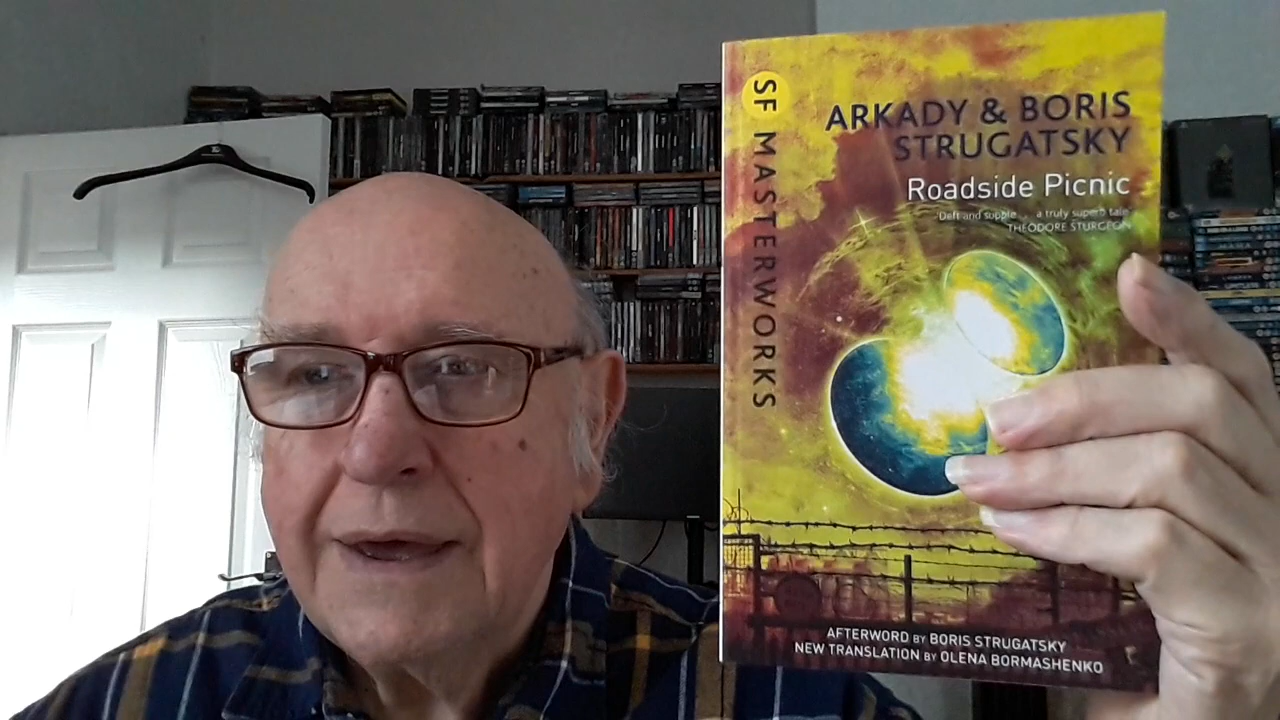 SF MASTERWORKS
ARKADY & BORIS
STRUGATSKY
Roadside Picnic
'Deft and supple ... a truly superb tale'
THEODORE STURGEON
AFTERWORD BY BORIS STRUGATSKY
NEW TRANSLATION BY OLENA BORMASHENKO